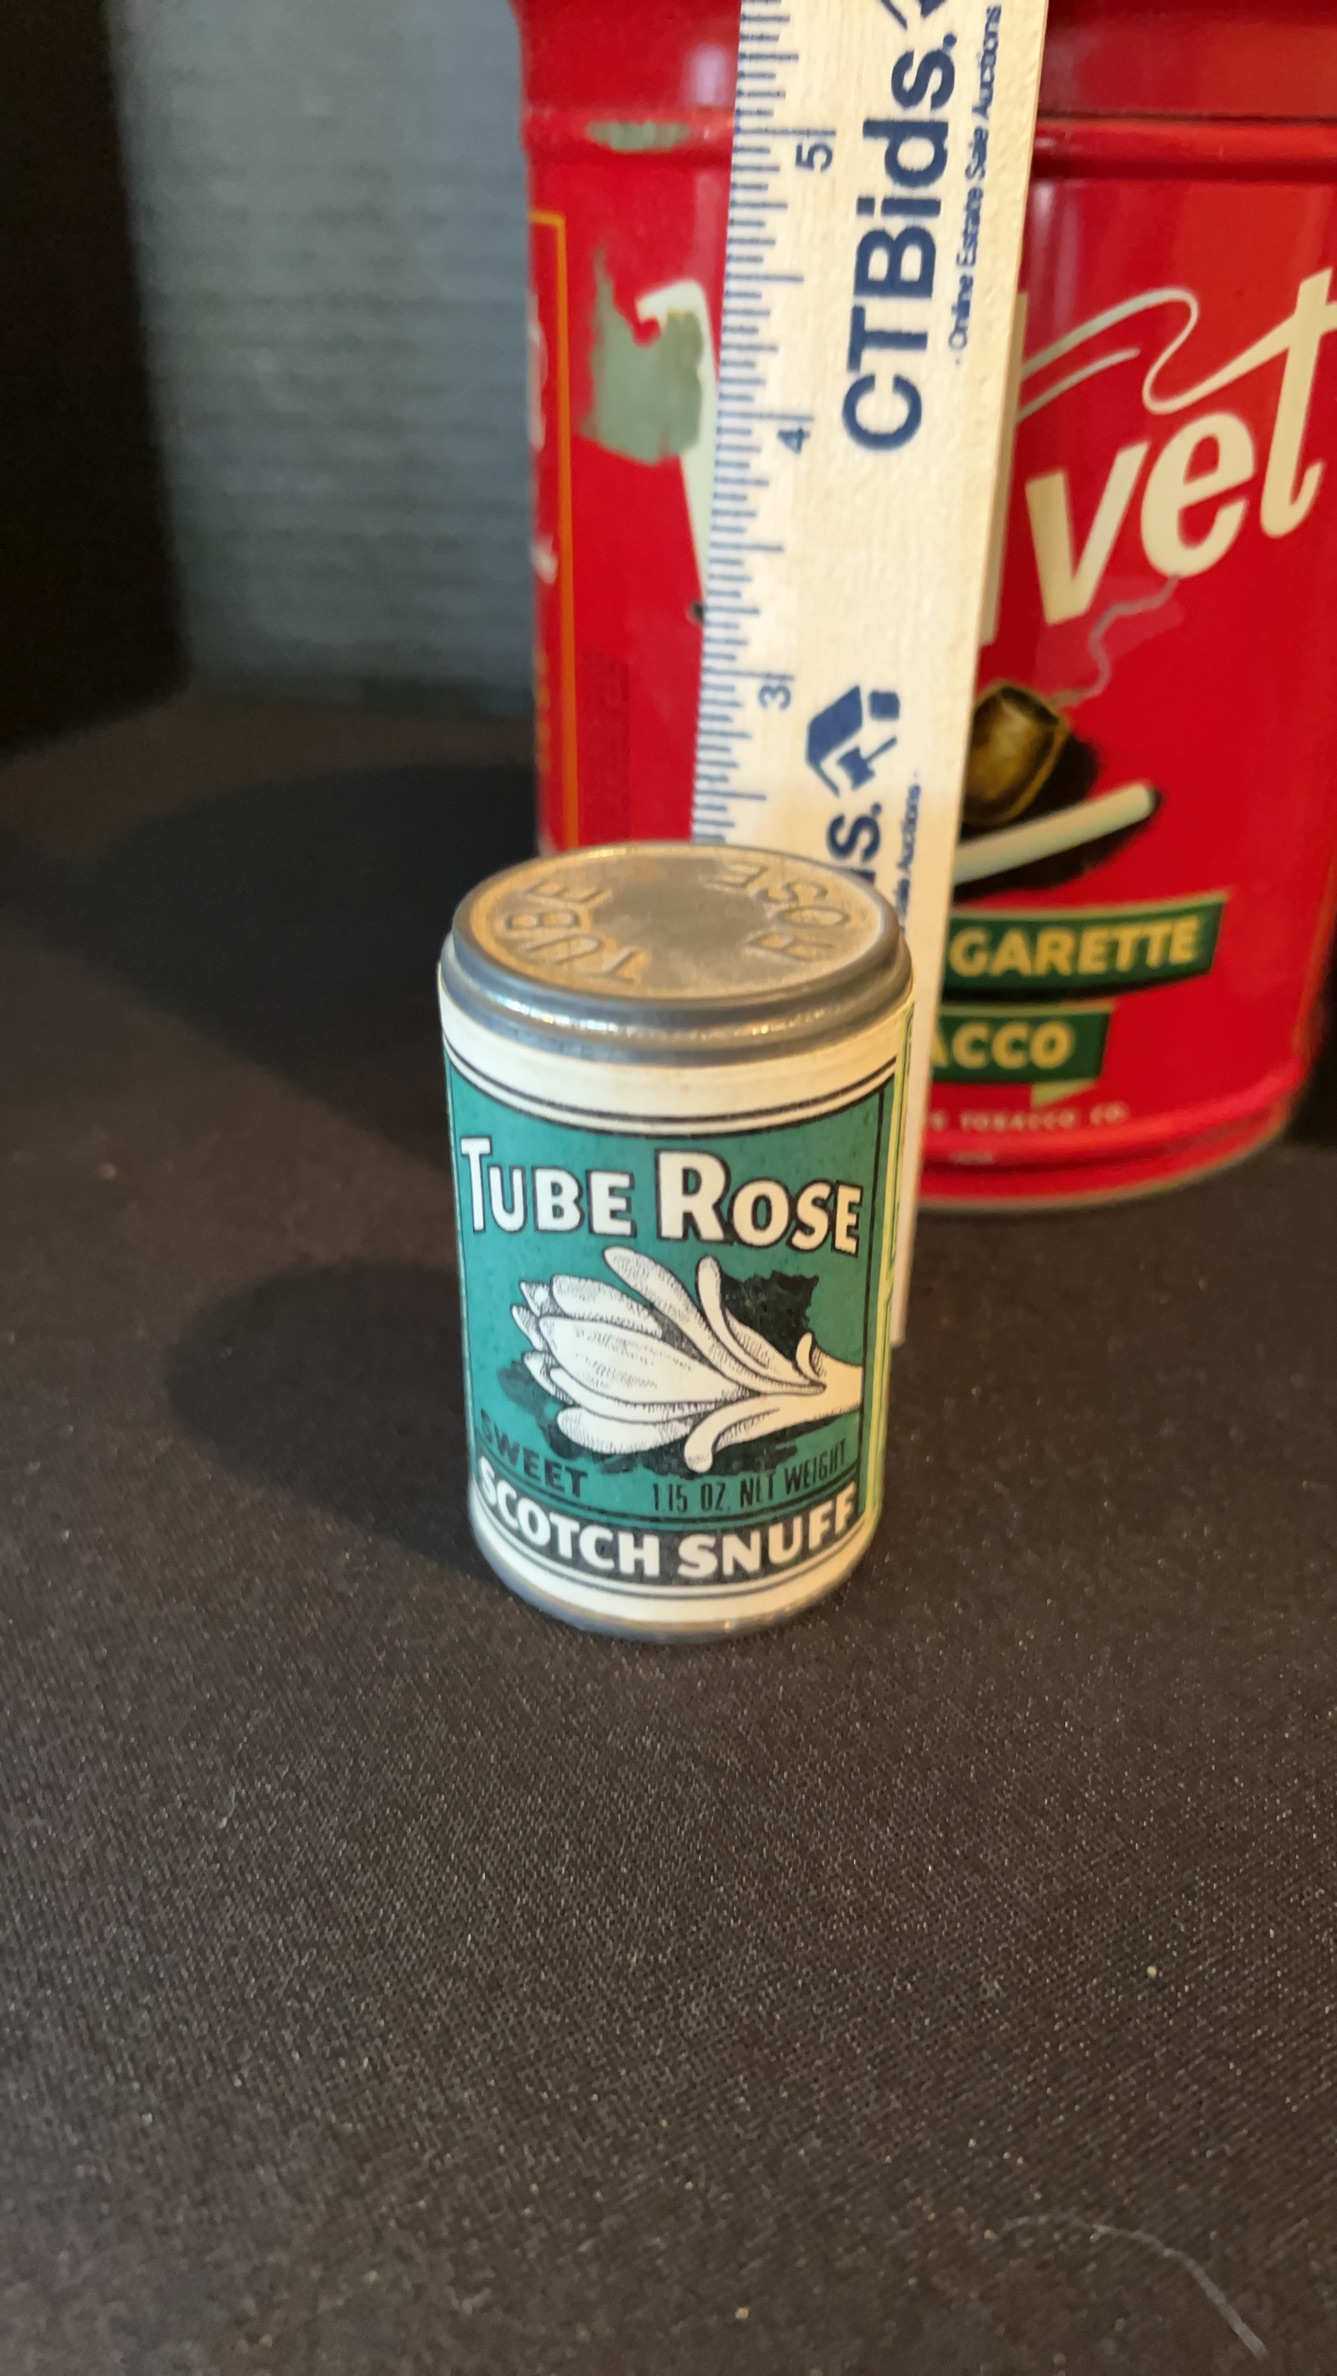 5
4
3
CTBids.
· Online Estate Sale Auctions
vet
GARETTE
ACCO
TOBACCO CO.
TUBE ROSE
TUBE ROSE
SWEET
1.15 OZ. NET WEIGHT
SCOTCH SNUFF